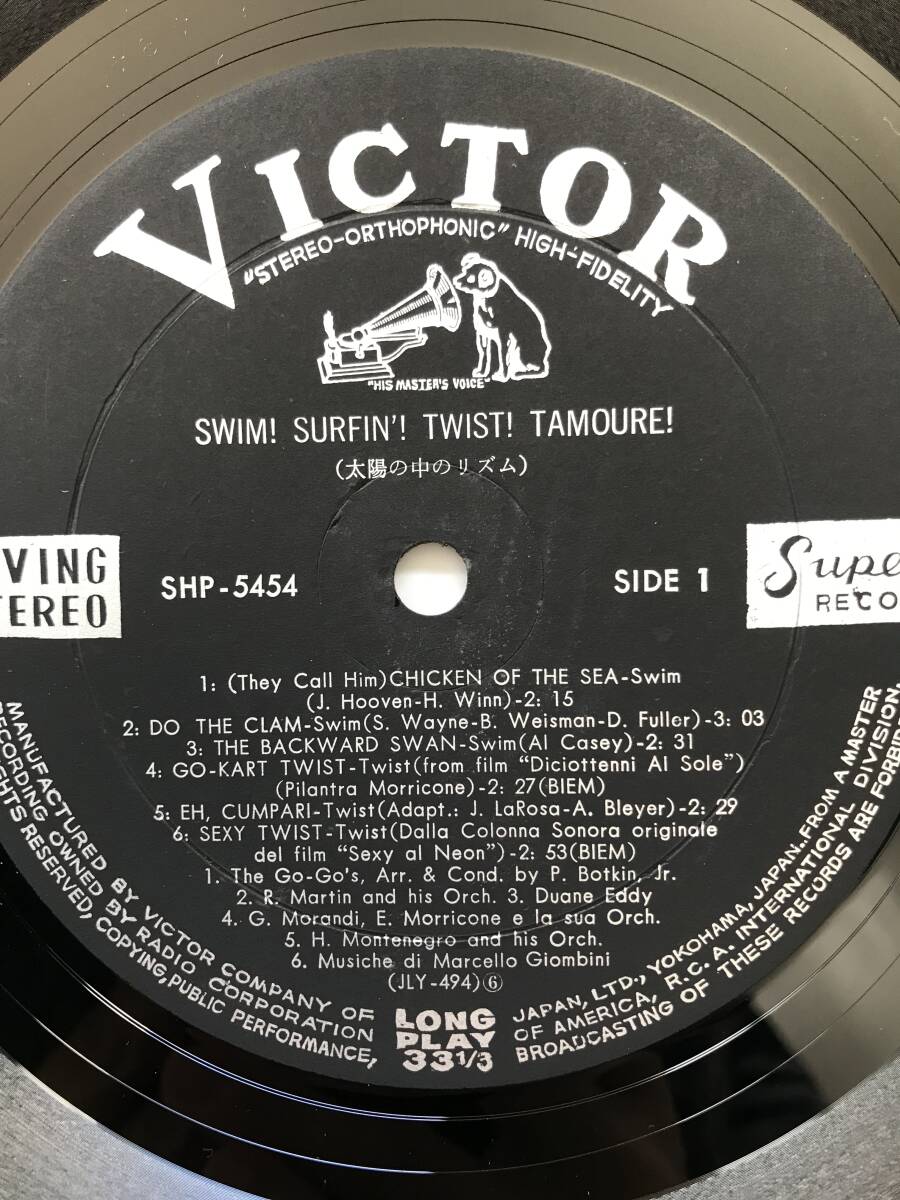 VICTOR
"STEREO-ORTHOPHONIC" HIGH-FIDELITY
"HIS MASTER'S VOICE"
SWIM! SURFIN'! TWIST! TAMOURE!
(太陽の中のリズム)
VING
TEREO
SHP-5454
SIDE 1
Supe
RECO
1: (They Call Him)CHICKEN OF THE SEA-Swim
(J. Hooven-H. Winn)-2: 15
2: DO THE CLAM-Swim(S. Wayne-B. Weisman-D. Fuller)-3: 03
3: THE BACKWARD SWAN-Swim(Al Casey)-2: 31
4: GO-KART TWIST-Twist(from film "Diciottenni Al Sole")
(Pilantra Morricone)-2: 27(BIEM)
5: EH, CUMPARI-Twist(Adapt.: J. LaRosa-A. Bleyer)-2: 29
6: SEXY TWIST-Twist(Dalla Colonna Sonora originale
del film "Sexy al Neon")-2: 53(BIEM)
1. The Go-Go's, Arr. & Cond. by P. Botkin, Jr.
2. R. Martin and his Orch. 3. Duane Eddy
4. G. Morandi, E. Morricone e la sua Orch.
5. H. Montenegro and his Orch.
6. Musiche di Marcello Giombini
(JLY-494)⑥
LONG
PLAY
33 1/3
MANUFACTURED BY VICTOR COMPANY OF JAPAN, LTD., YOKOHAMA, JAPAN..FROM A MASTER
RECORDING OWNED BY RADIO CORPORATION OF AMERICA, R.C.A. INTERNATIONAL DIVISION,
RIGHTS RESERVED, COPYING, PUBLIC PERFORMANCE, BROADCASTING OF THESE RECORDS ARE FORBID